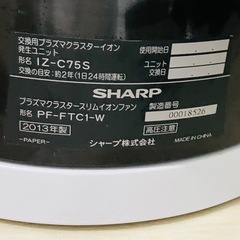 交換用プラズマクラスターイオン
発生ユニット
形名 IZ-C75S
交換の目安：約2年(1日24時間運転)
使用開始日
ユニット
交換日
SHARP
プラズマクラスタースリムイオンファン
形名 PF-FTC1-W
2013年製
製造番号
00018526
高圧注意
-PAPER-
MADE IN CHINA
シャープ株式会社